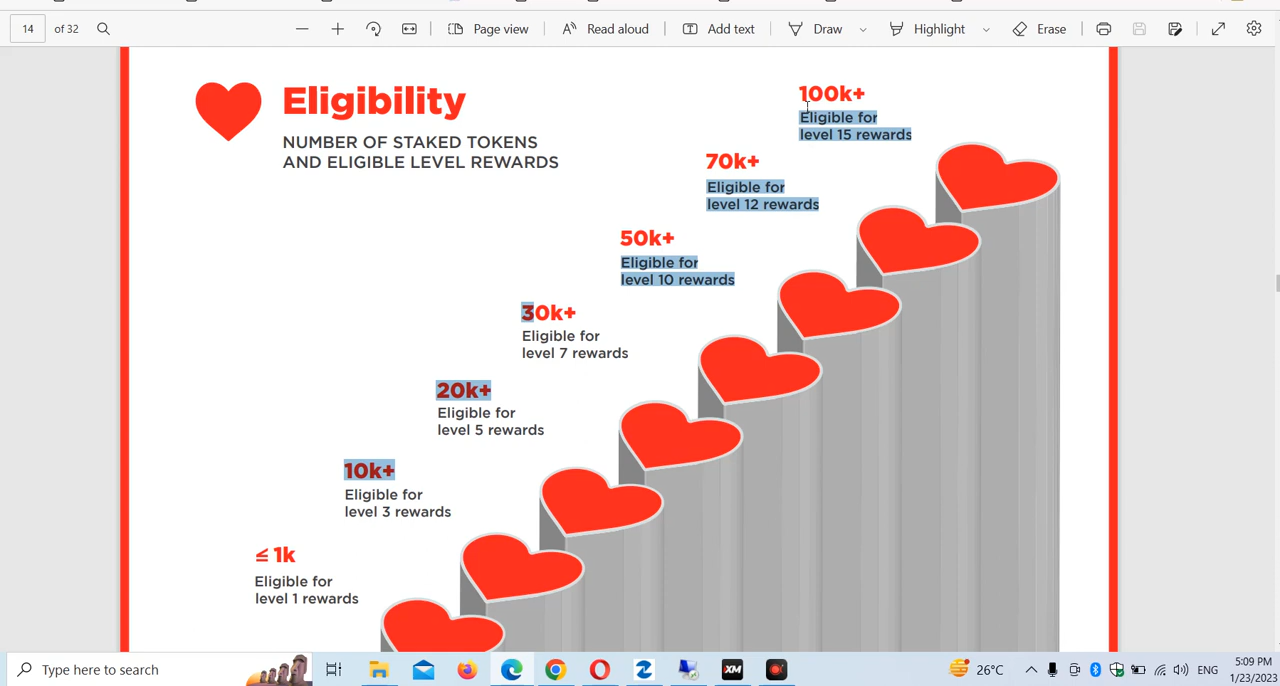 14 of 32
Page view
Read aloud
Add text
Draw
Highlight
Erase
Eligibility
NUMBER OF STAKED TOKENS
AND ELIGIBLE LEVEL REWARDS
100k+
Eligible for
level 15 rewards
70k+
Eligible for
level 12 rewards
50k+
Eligible for
level 10 rewards
30k+
Eligible for
level 7 rewards
20k+
Eligible for
level 5 rewards
10k+
Eligible for
level 3 rewards
≤ 1k
Eligible for
level 1 rewards
Type here to search
XM
26°C
ENG
5:09 PM
1/23/2023